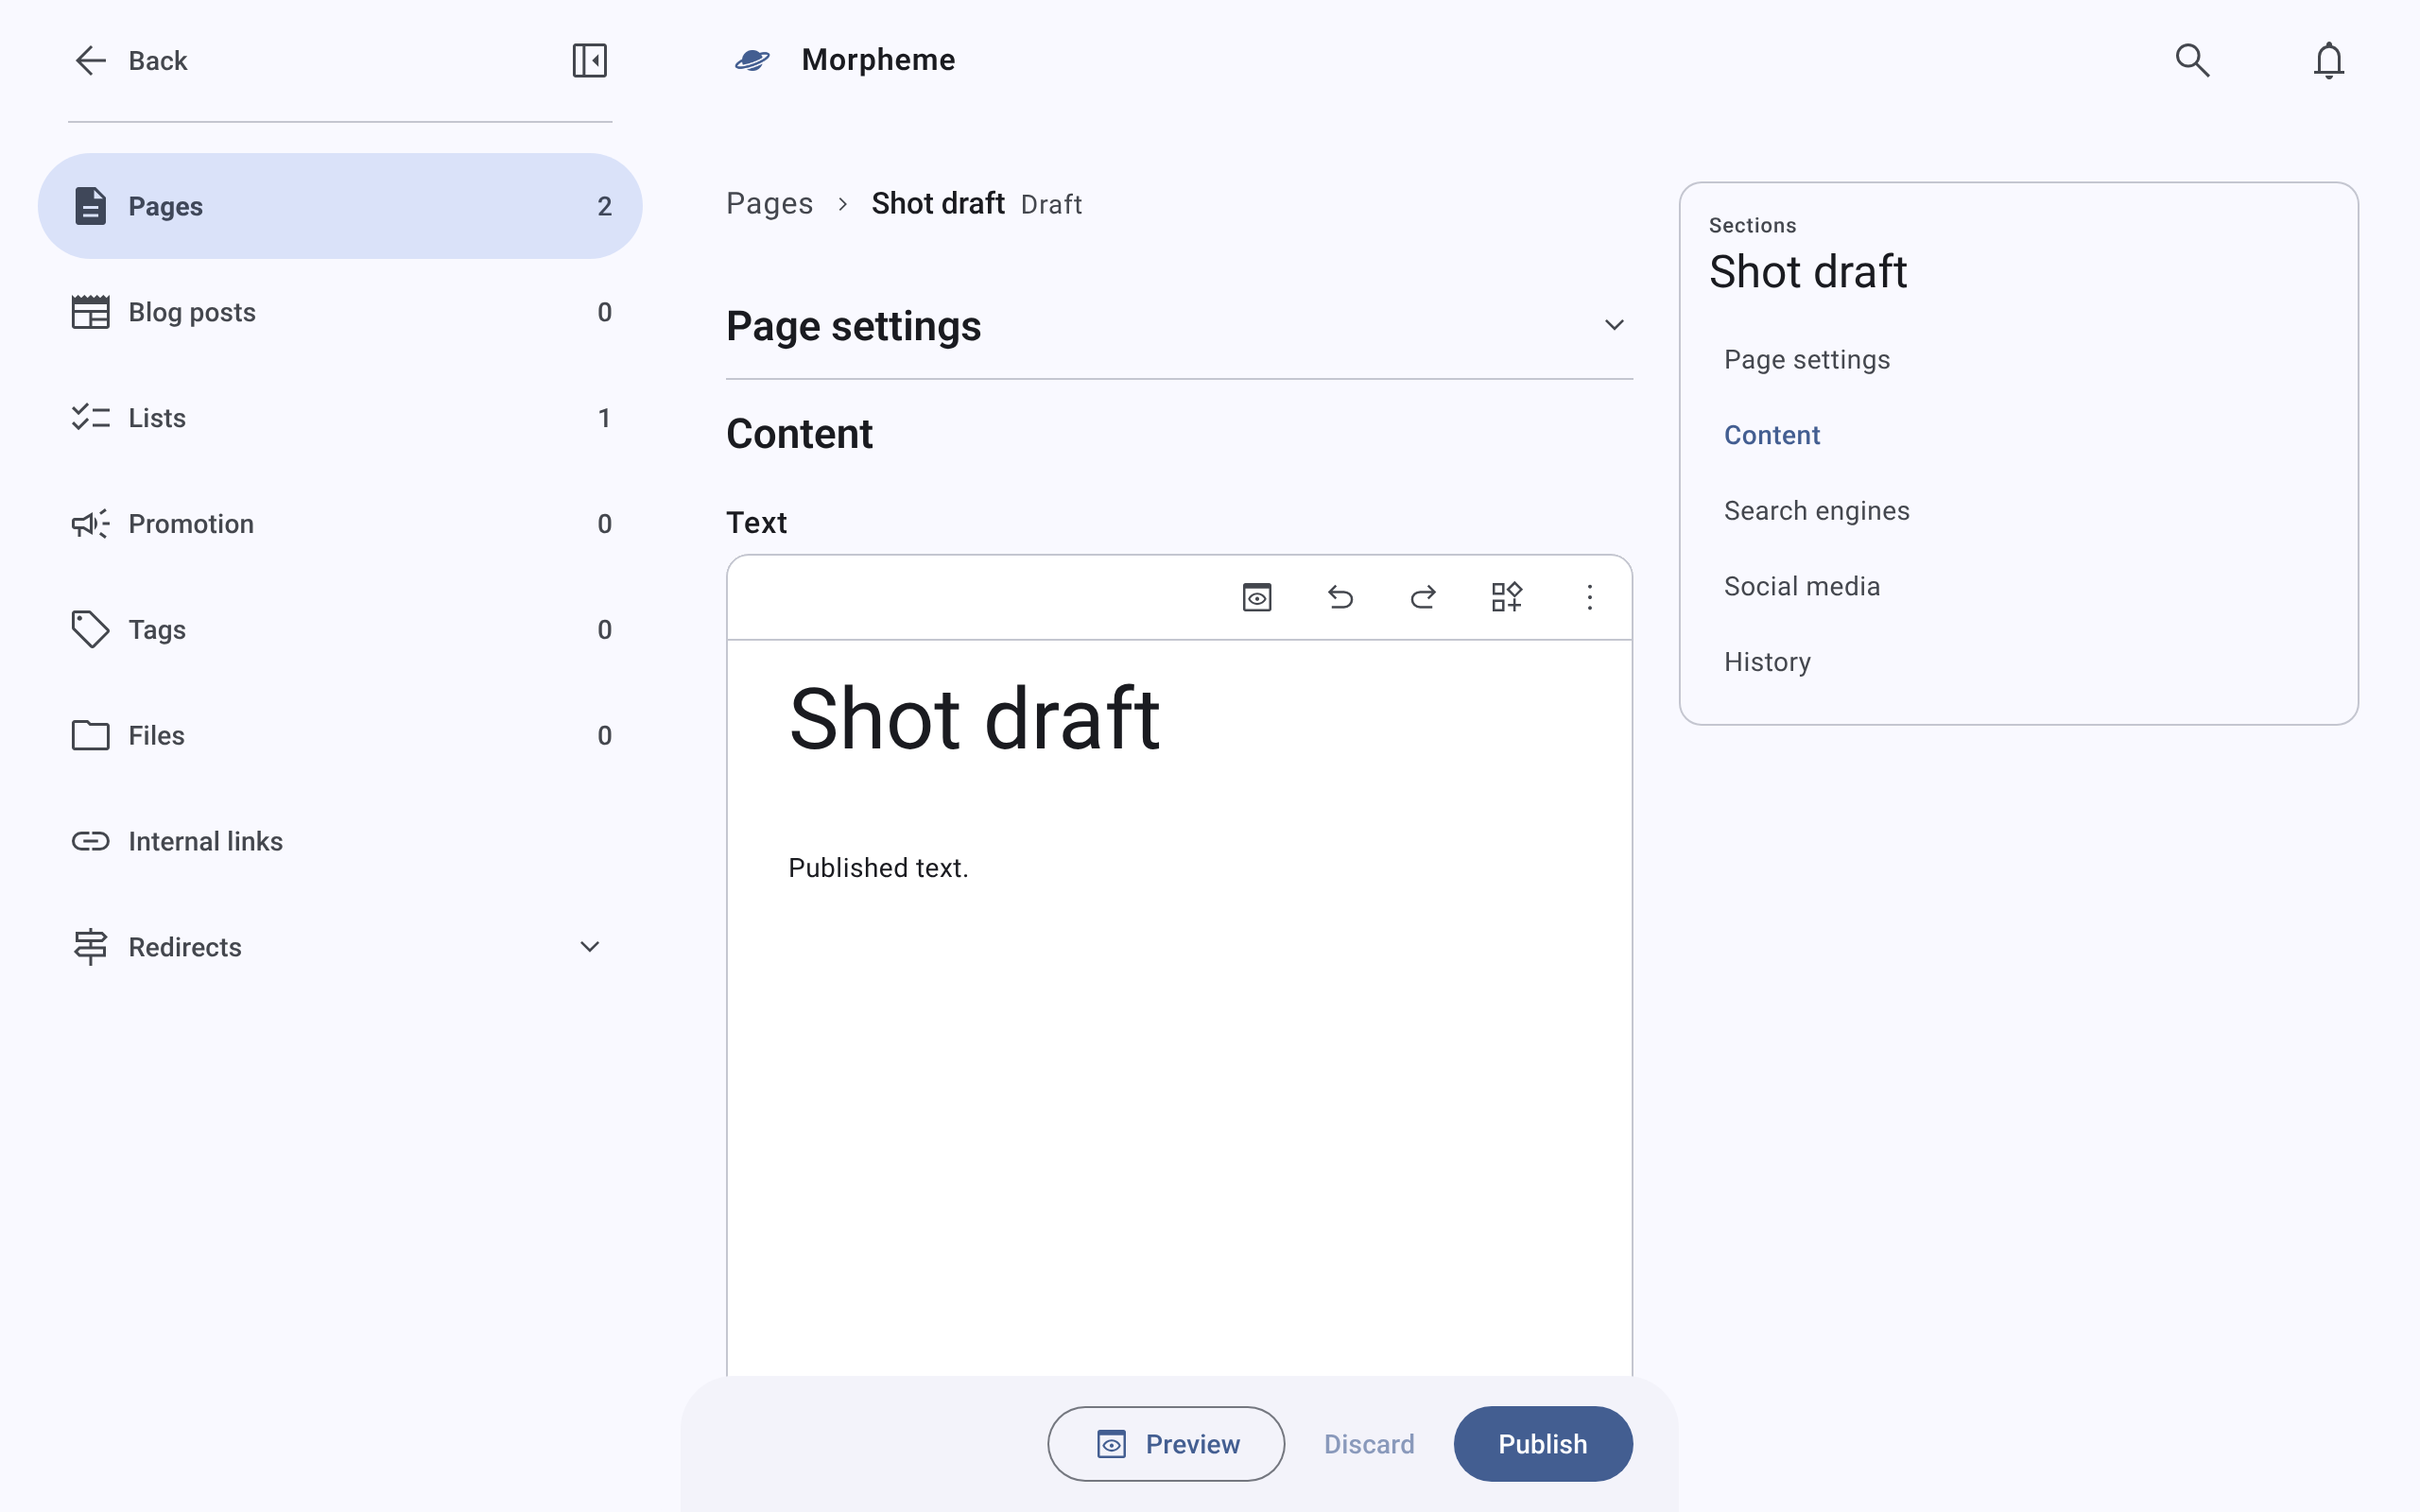 Back
Morpheme
Pages 2
Blog posts 0
Lists 1
Promotion 0
Tags 0
Files 0
Internal links
Redirects
Pages > Shot draft Draft
Page settings
Content
Text
Shot draft
Published text.
Preview Discard Publish
Sections
Shot draft
Page settings
Content
Search engines
Social media
History